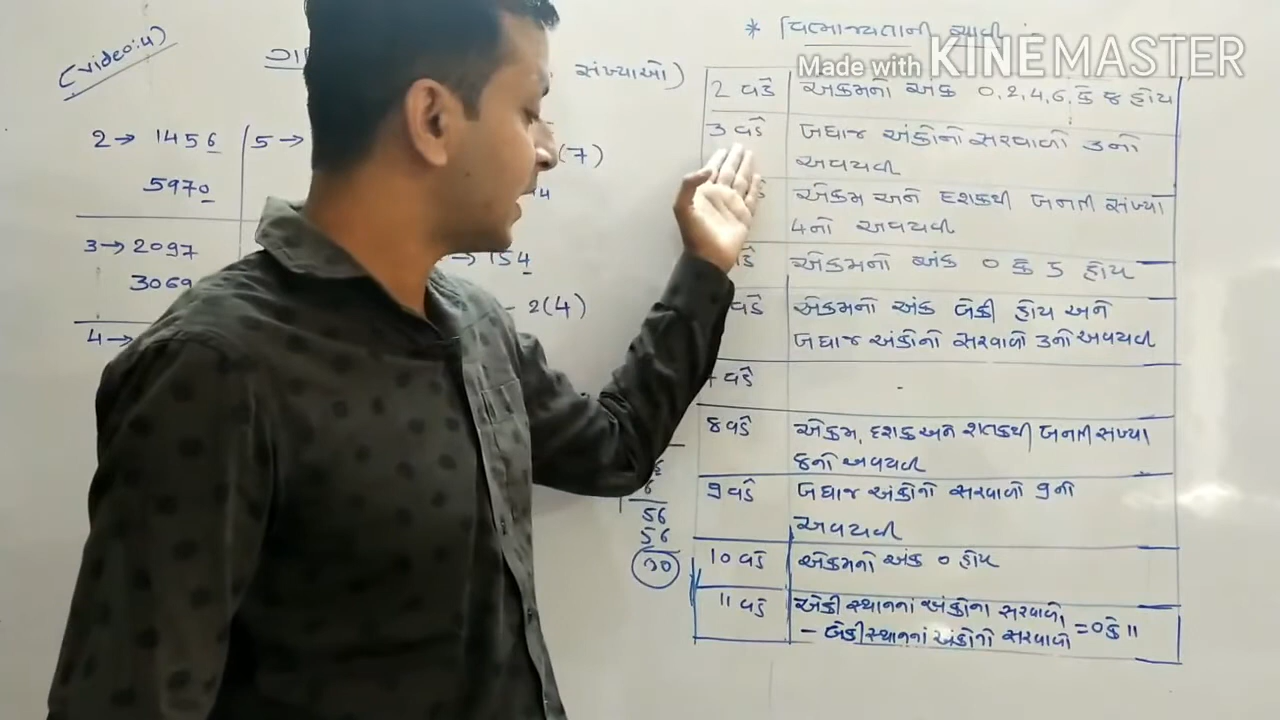 (video:4)
સંખ્યાઓ)
2 → 1456
5970
3 → 2097
3069
4 →
5 →
(7)
154
2(4)
56
56
30
* વિભાજ્યતાની ચાવી :
Made with KINEMASTER
2 વડે એકમનો અંક 0,2,4,6, કે 8 હોય
3 વડે બધાજ અંકોનો સરવાળો 3નો
અવયવી
એકમ અને દશકથી બનતી સંખ્યા
4નો અવયવી
એકમનો અંક 0 કે 5 હોય
વડે એકમનો અંક બેકી હોય અને
બધાજ અંકોનો સરવાળો 3નો અવયવી
વડે
8 વડે એકમ, દશક અને શતકથી બનતી સંખ્યા
8નો અવયવી
9 વડે બધાજ અંકોનો સરવાળો 9નો
અવયવી
10 વડે એકમનો અંક 0 હોય
11 વડે એકી સ્થાનનાં અંકોના સરવાળો
– બેકી સ્થાનનાં અંકોનો સરવાળો =0 કે 11